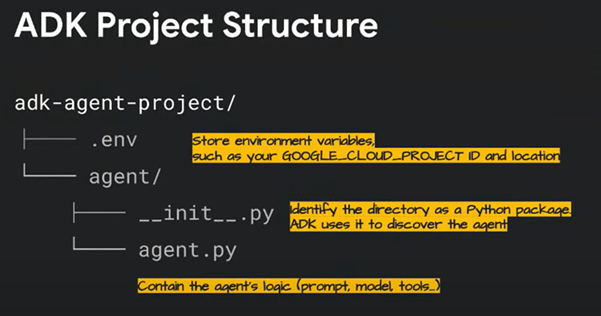 ADK Project Structure
adk-agent-project/
.env
Store environment variables,
such as your GOOGLE_CLOUD_PROJECT ID and location
agent/
__init__.py
Identify the directory as a Python package.
ADK uses it to discover the agent
agent.py
Contain the agent's logic (prompt, model, tools...)